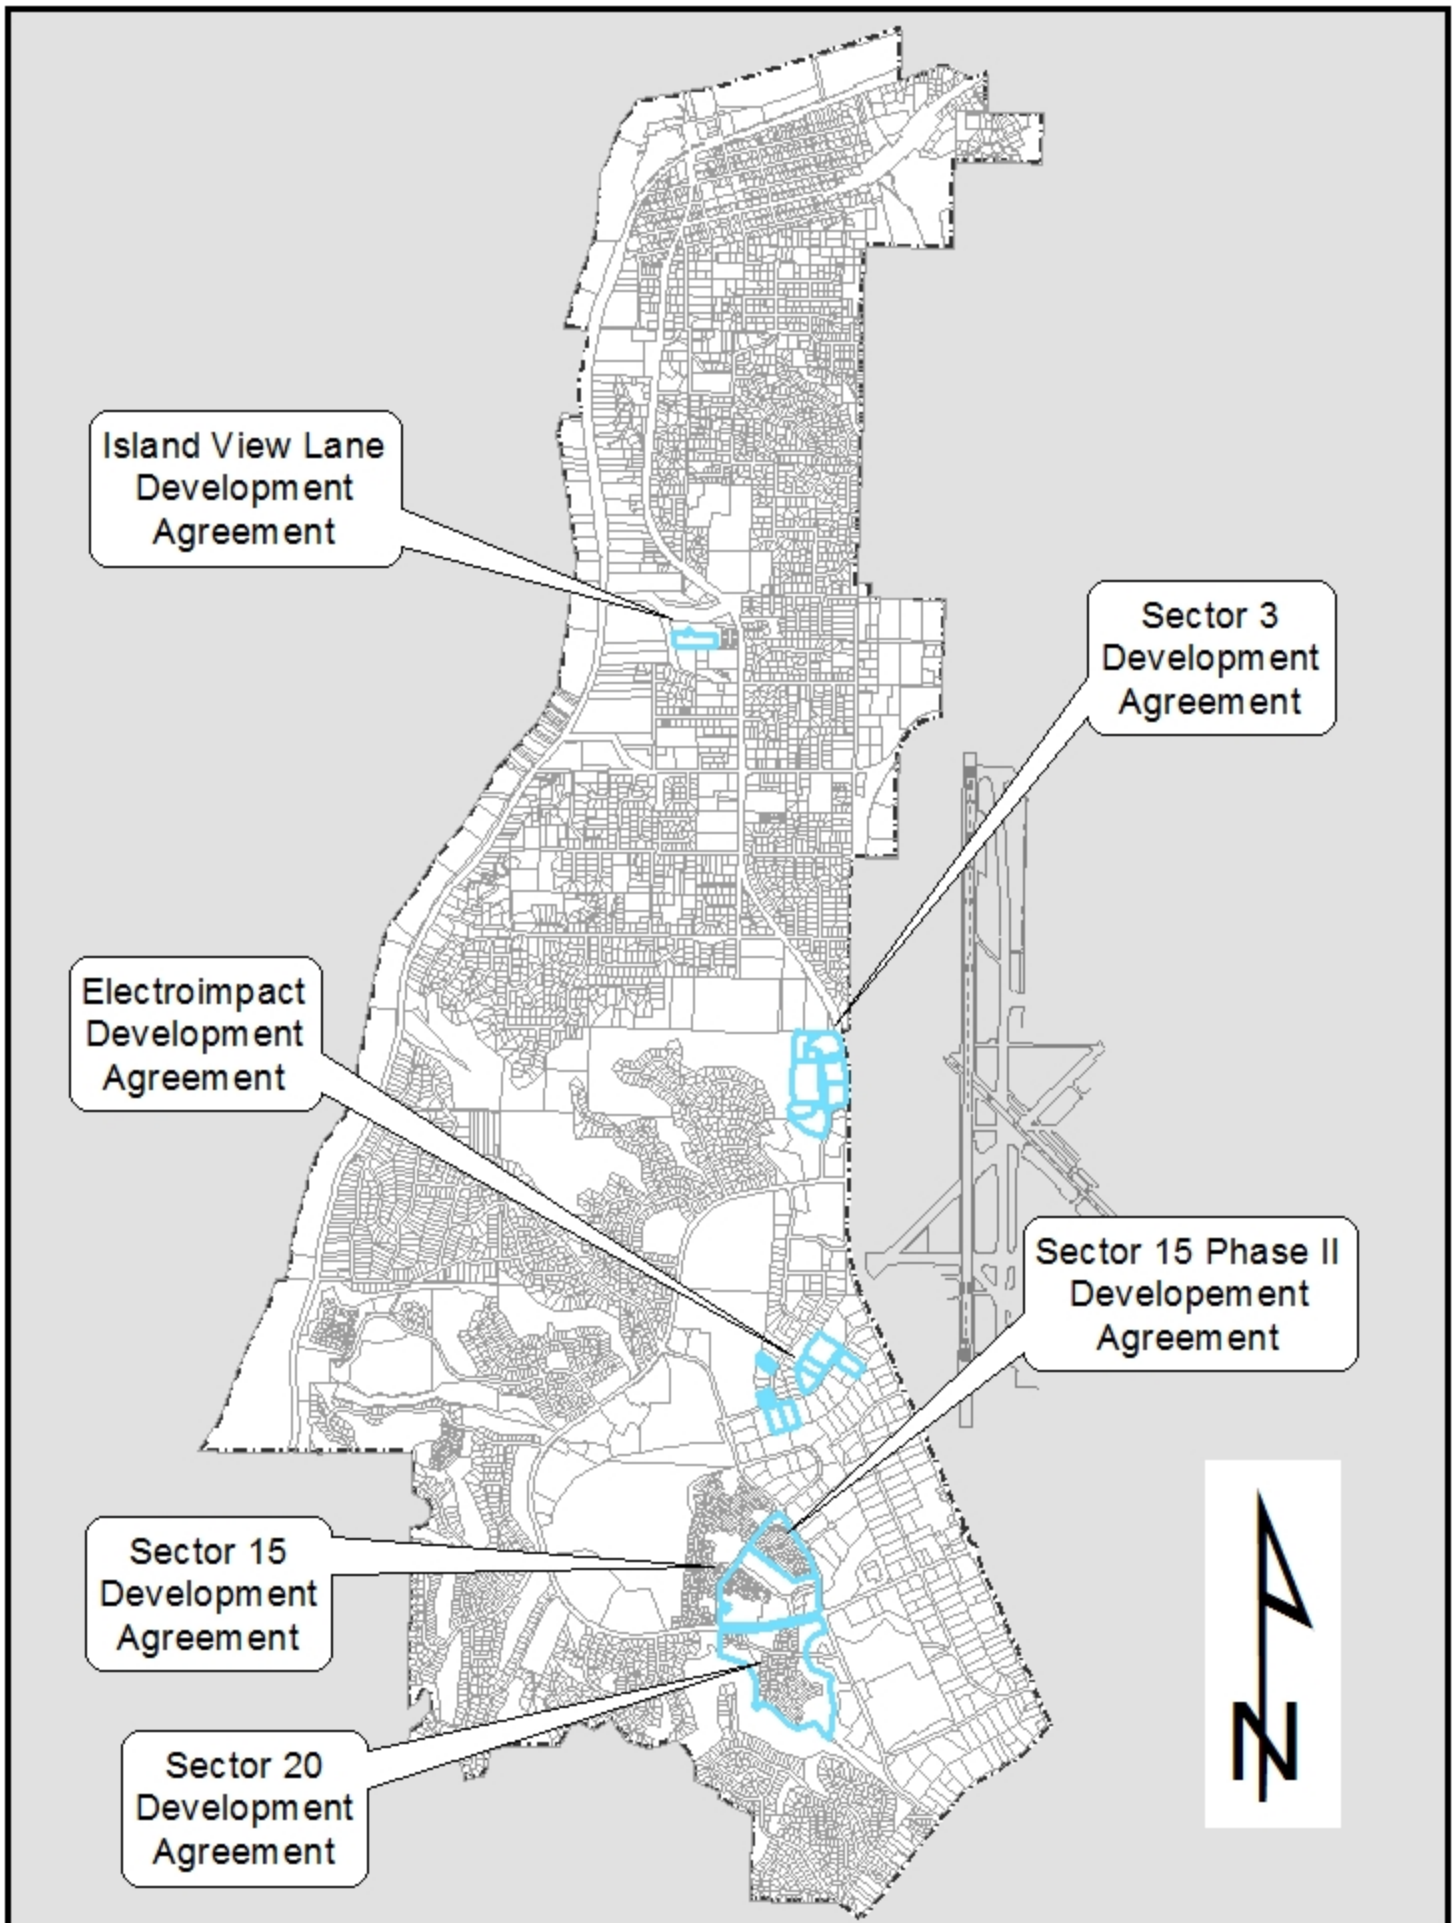 Island View Lane
Development
Agreement
Sector 3
Development
Agreement
Electroimpact
Development
Agreement
Sector 15 Phase II
Developement
Agreement
Sector 15
Development
Agreement
Sector 20
Development
Agreement
N